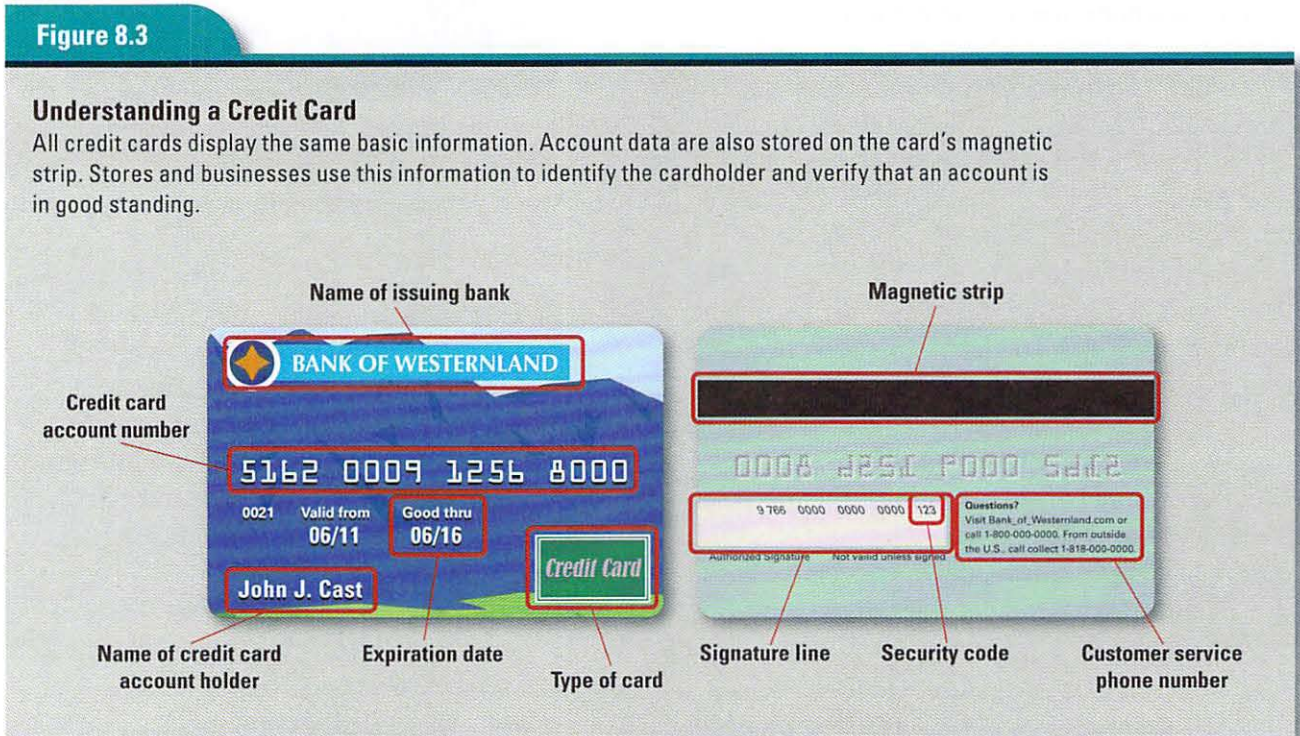 Figure 8.3
Understanding a Credit Card
All credit cards display the same basic information. Account data are also stored on the card's magnetic
strip. Stores and businesses use this information to identify the cardholder and verify that an account is
in good standing.
Name of issuing bank
Magnetic strip
BANK OF WESTERNLAND
Credit card
account number
5162 0009 1256 8000
0021 Valid from Good thru
06/11 06/16
Credit Card
John J. Cast
0008 1256 0009 5162
9766 0000 0000 0000 123
Authorized Signature Not valid unless signed
Questions?
Visit Bank_of_Westernland.com or
call 1-800-000-0000. From outside
the U.S., call collect 1-818-000-0000.
Name of credit card
account holder
Expiration date
Type of card
Signature line
Security code
Customer service
phone number